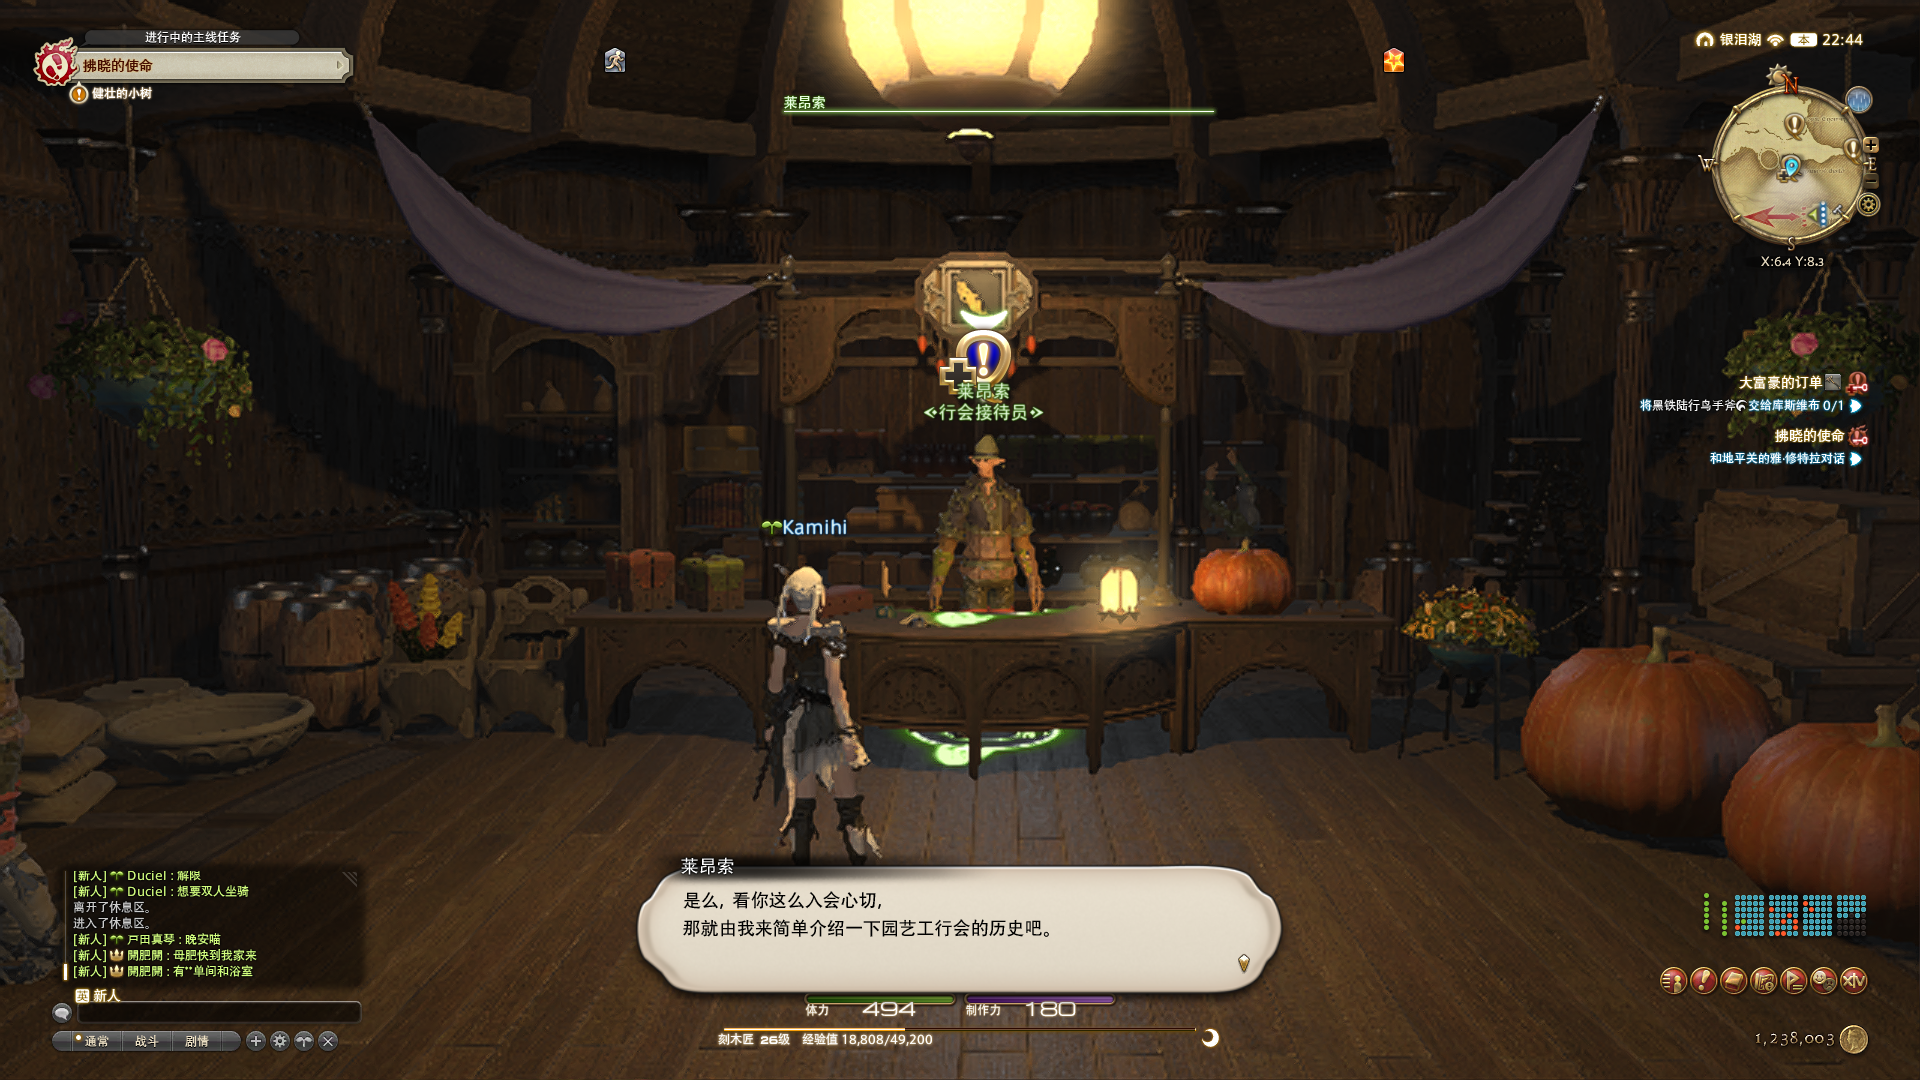 进行中的主线任务
拂晓的使命
健壮的小树
莱昂索
银泪湖 本 22:44
N
W
E
S
X:6.4 Y:8.3
莱昂索
«行会接待员»
大富豪的订单
将黑铁陆行鸟手斧交给库斯维布 0/1
拂晓的使命
和地平关的雅·修特拉对话
Kamihi
莱昂索
是么，看你这么入会心切，
那就由我来简单介绍一下园艺工行会的历史吧。
[新人] Duciel : 解限
[新人] Duciel : 想要双人坐骑
离开了休息区。
进入了休息区。
[新人] 戸田真琴 : 晚安喵
[新人] 閞肥閞 : 母肥快到我家来
[新人] 閞肥閞 : 有**单间和浴室
英 新人
通常 战斗 剧情
体力 494 制作力 180
刻木匠 26级 经验值 18,808/49,200
XIV
1,238,003